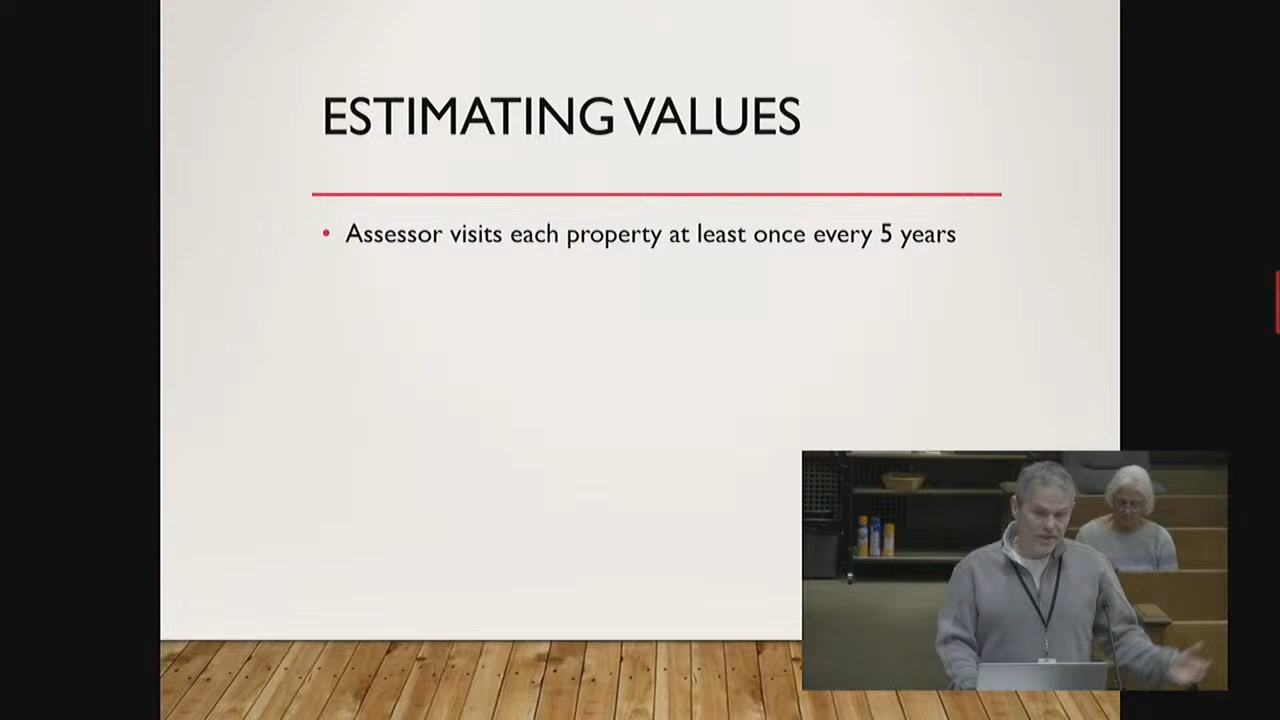 ESTIMATING VALUES
• Assessor visits each property at least once every 5 years